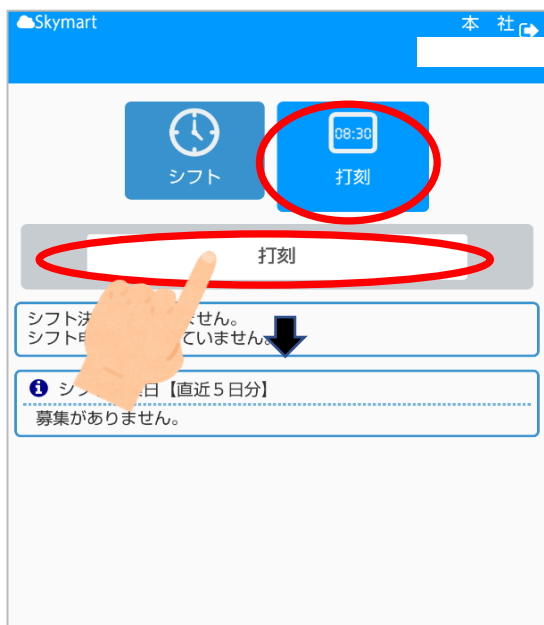 Skymart
本 社
08:30
シフト
打刻
打刻
シフト決 ません。
シフト申 ていません。
シフ 日【直近5日分】
募集がありません。